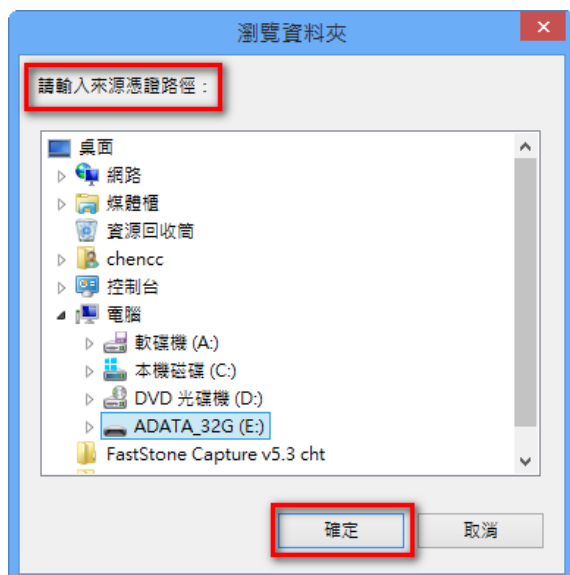 瀏覽資料夾
請輸入來源憑證路徑：
桌面
網路
媒體櫃
資源回收筒
chencc
控制台
電腦
軟碟機 (A:)
本機磁碟 (C:)
DVD 光碟機 (D:)
ADATA_32G (E:)
FastStone Capture v5.3 cht
確定
取消